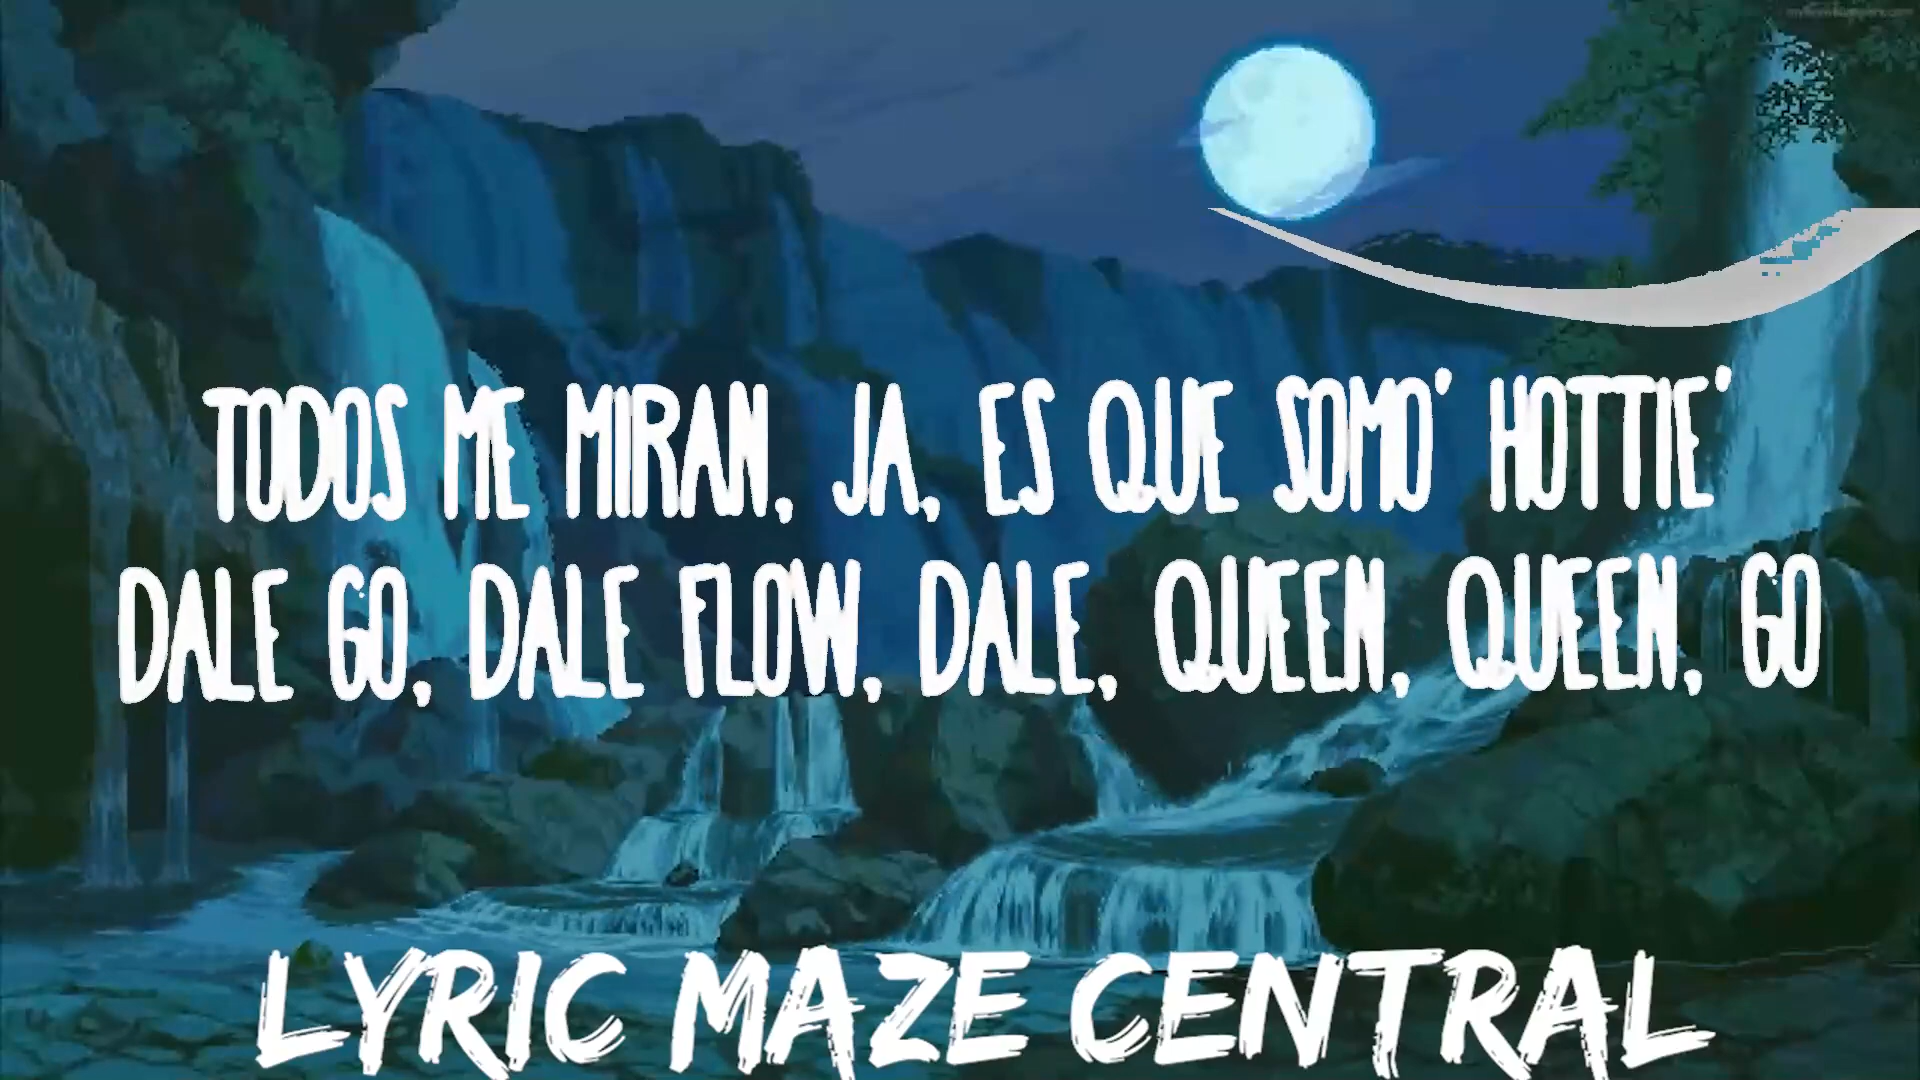 TODOS ME MIRAN, JA, ES QUE SOMO' HOTTIE'
DALE GO, DALE FLOW, DALE, QUEEN, QUEEN, GO
LYRIC MAZE CENTRAL